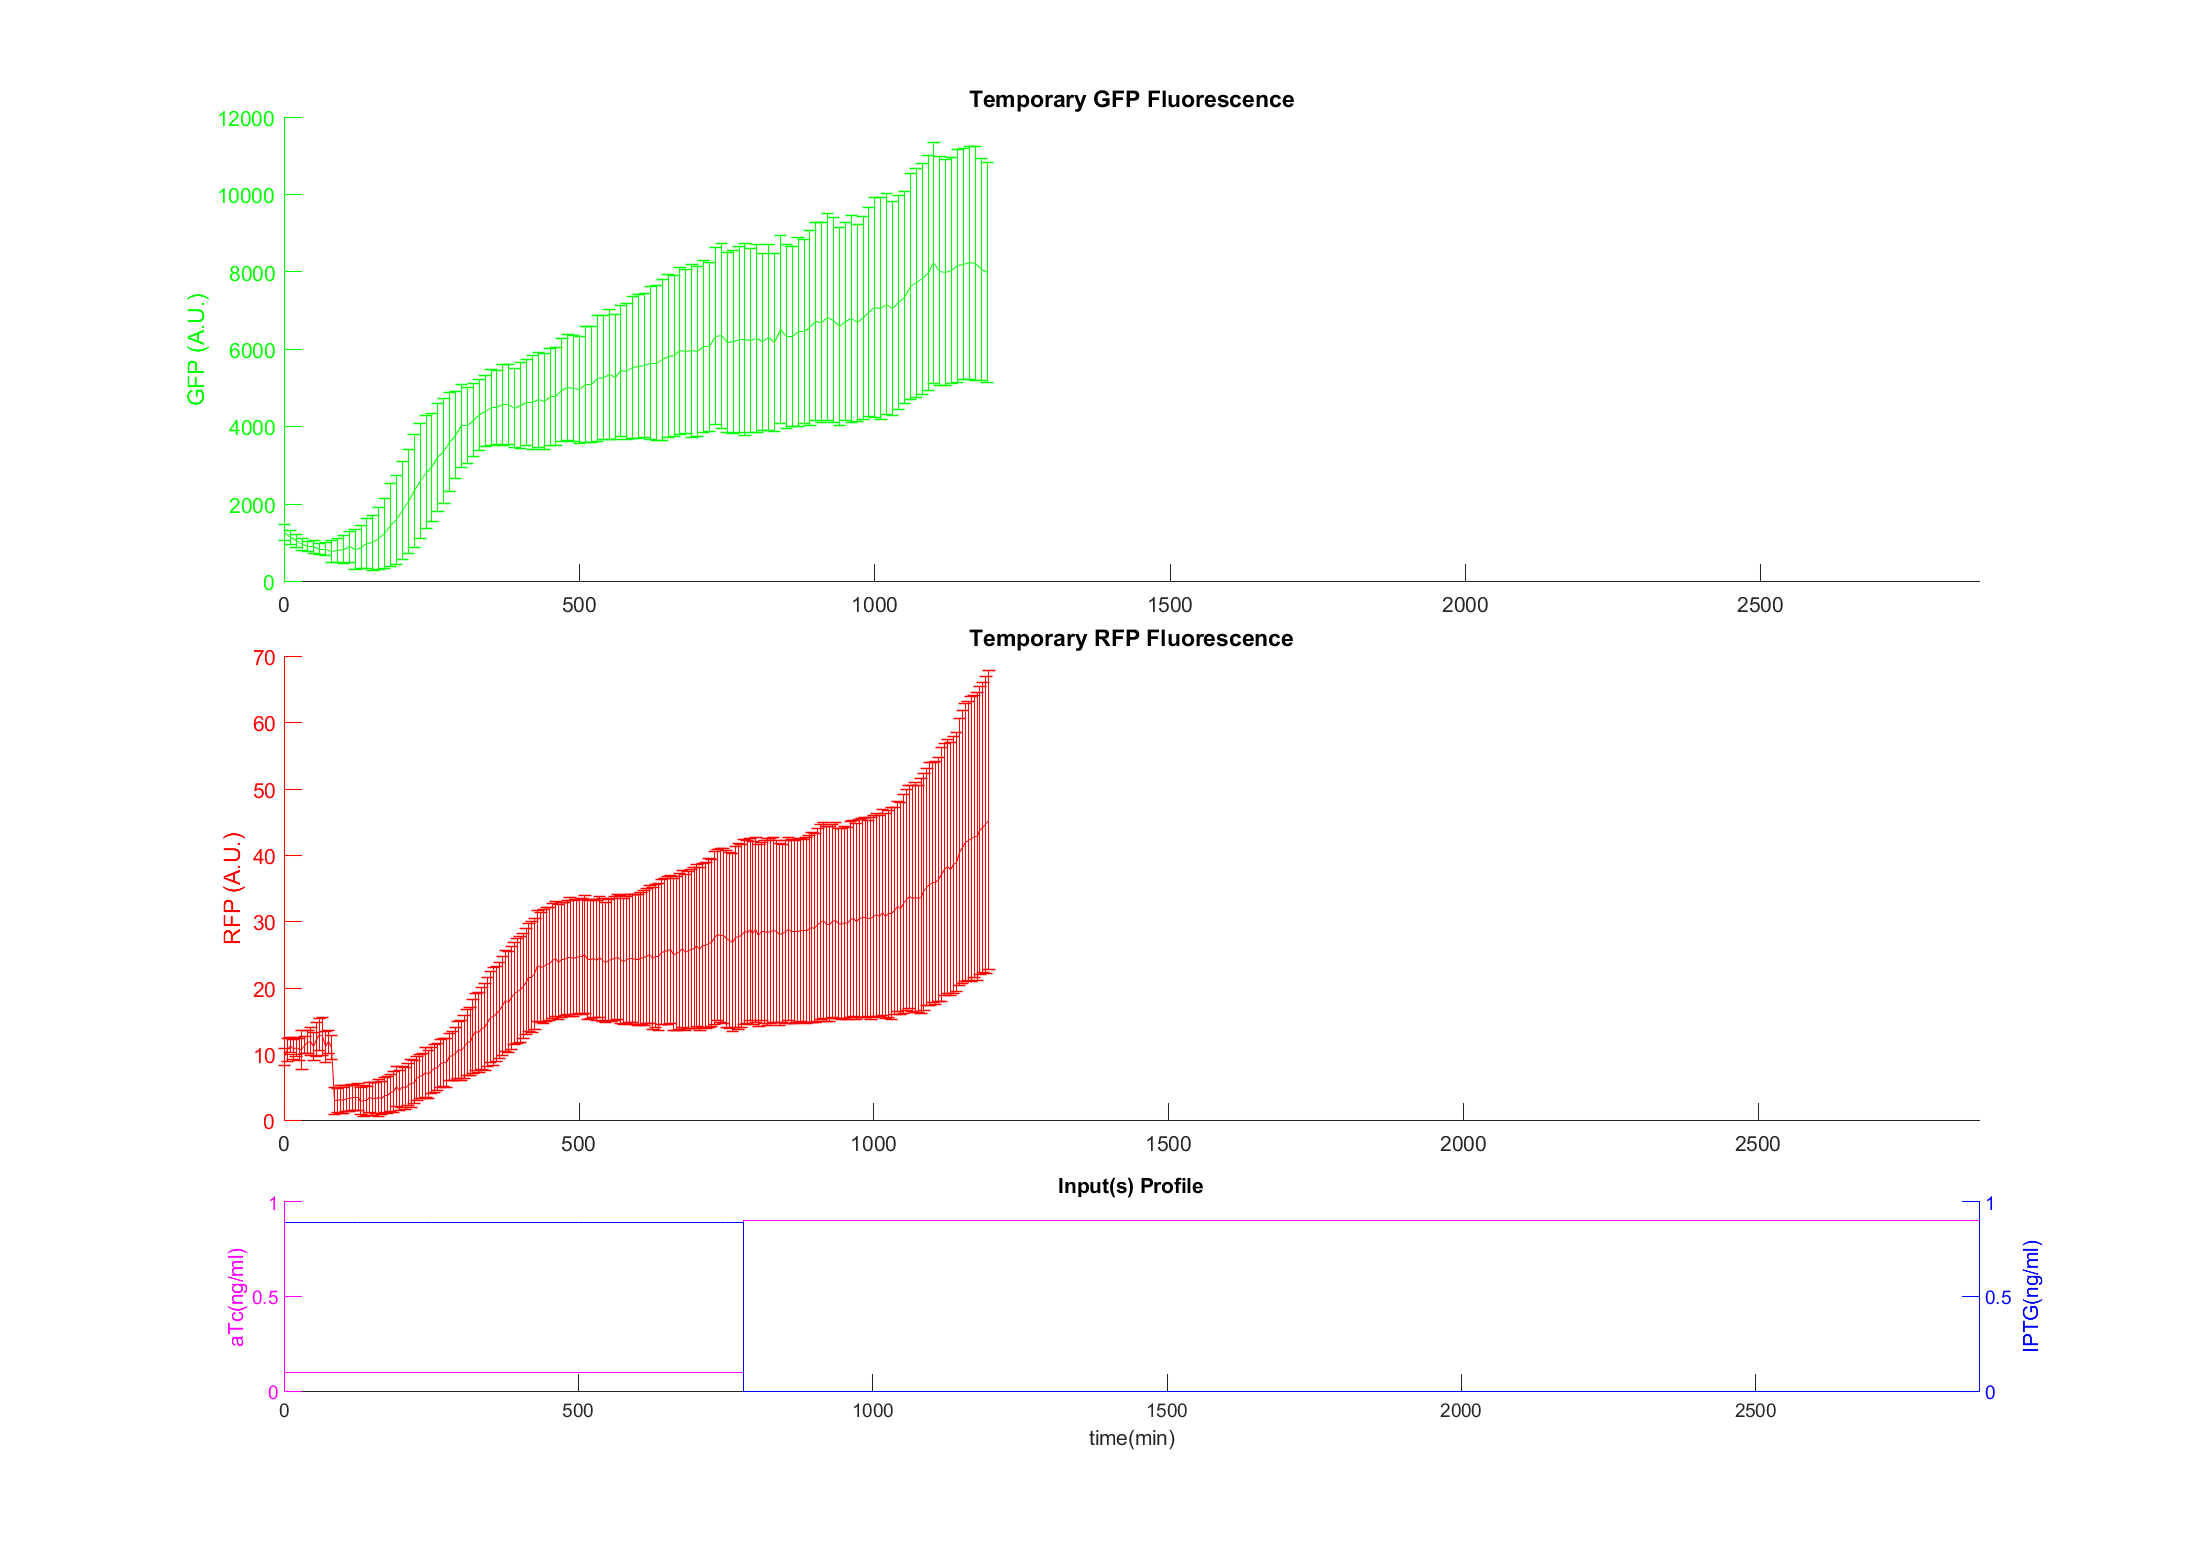 Temporary GFP Fluorescence
12000
10000
8000
6000
4000
2000
0
GFP (A.U.)
0 500 1000 1500 2000 2500
Temporary RFP Fluorescence
70
60
50
40
30
20
10
0
RFP (A.U.)
0 500 1000 1500 2000 2500
Input(s) Profile
1
0.5
0
aTc(ng/ml)
1
0.5
0
IPTG(ng/ml)
0 500 1000 1500 2000 2500
time(min)